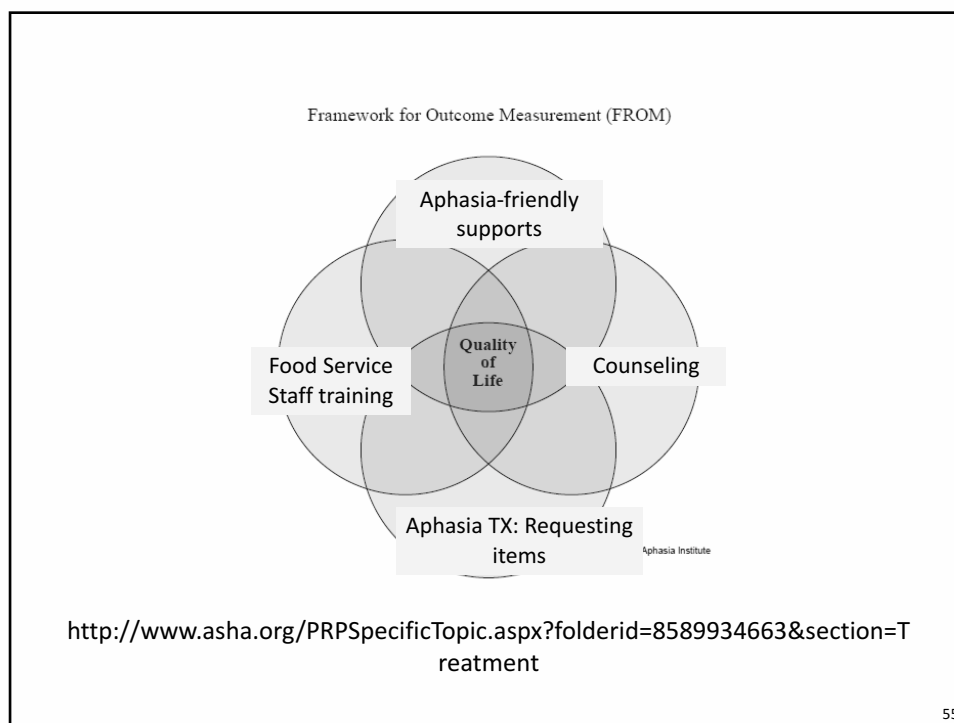 Framework for Outcome Measurement (FROM)
Aphasia-friendly
supports
Quality
of
Life
Food Service
Staff training
Counseling
Aphasia TX: Requesting
items
Aphasia Institute
http://www.asha.org/PRPSpecificTopic.aspx?folderid=8589934663&section=T
reatment
55